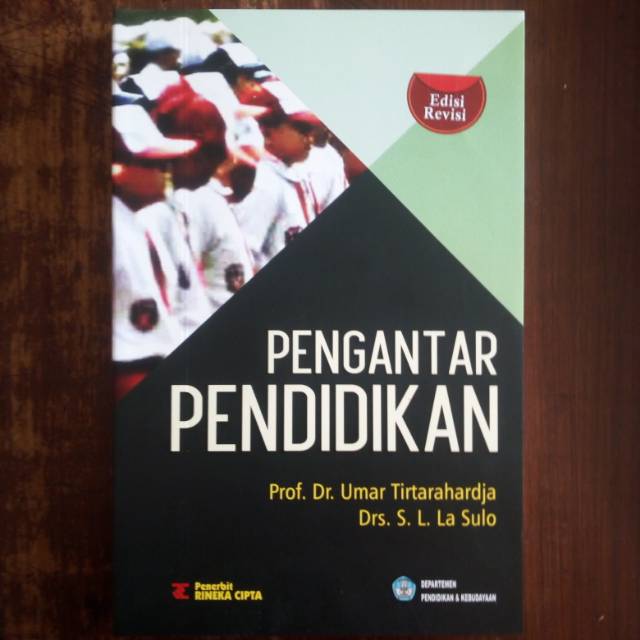 Edisi
Revisi
PENGANTAR
PENDIDIKAN
Prof. Dr. Umar Tirtarahardja
Drs. S. L. La Sulo
Penerbit
RINEKA CIPTA
DEPARTEMEN
PENDIDIKAN & KEBUDAYAAN